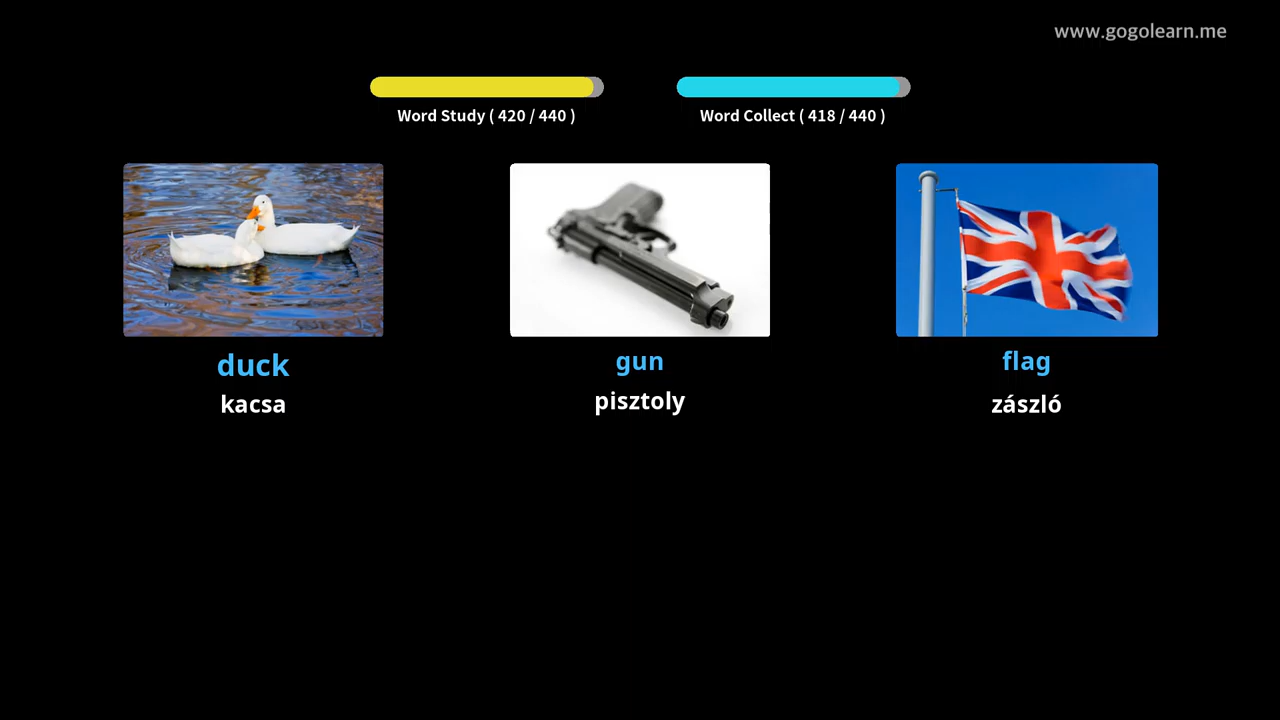 www.gogolearn.me
Word Study ( 420 / 440 )
Word Collect ( 418 / 440 )
duck
kacsa
gun
pisztoly
flag
zászló